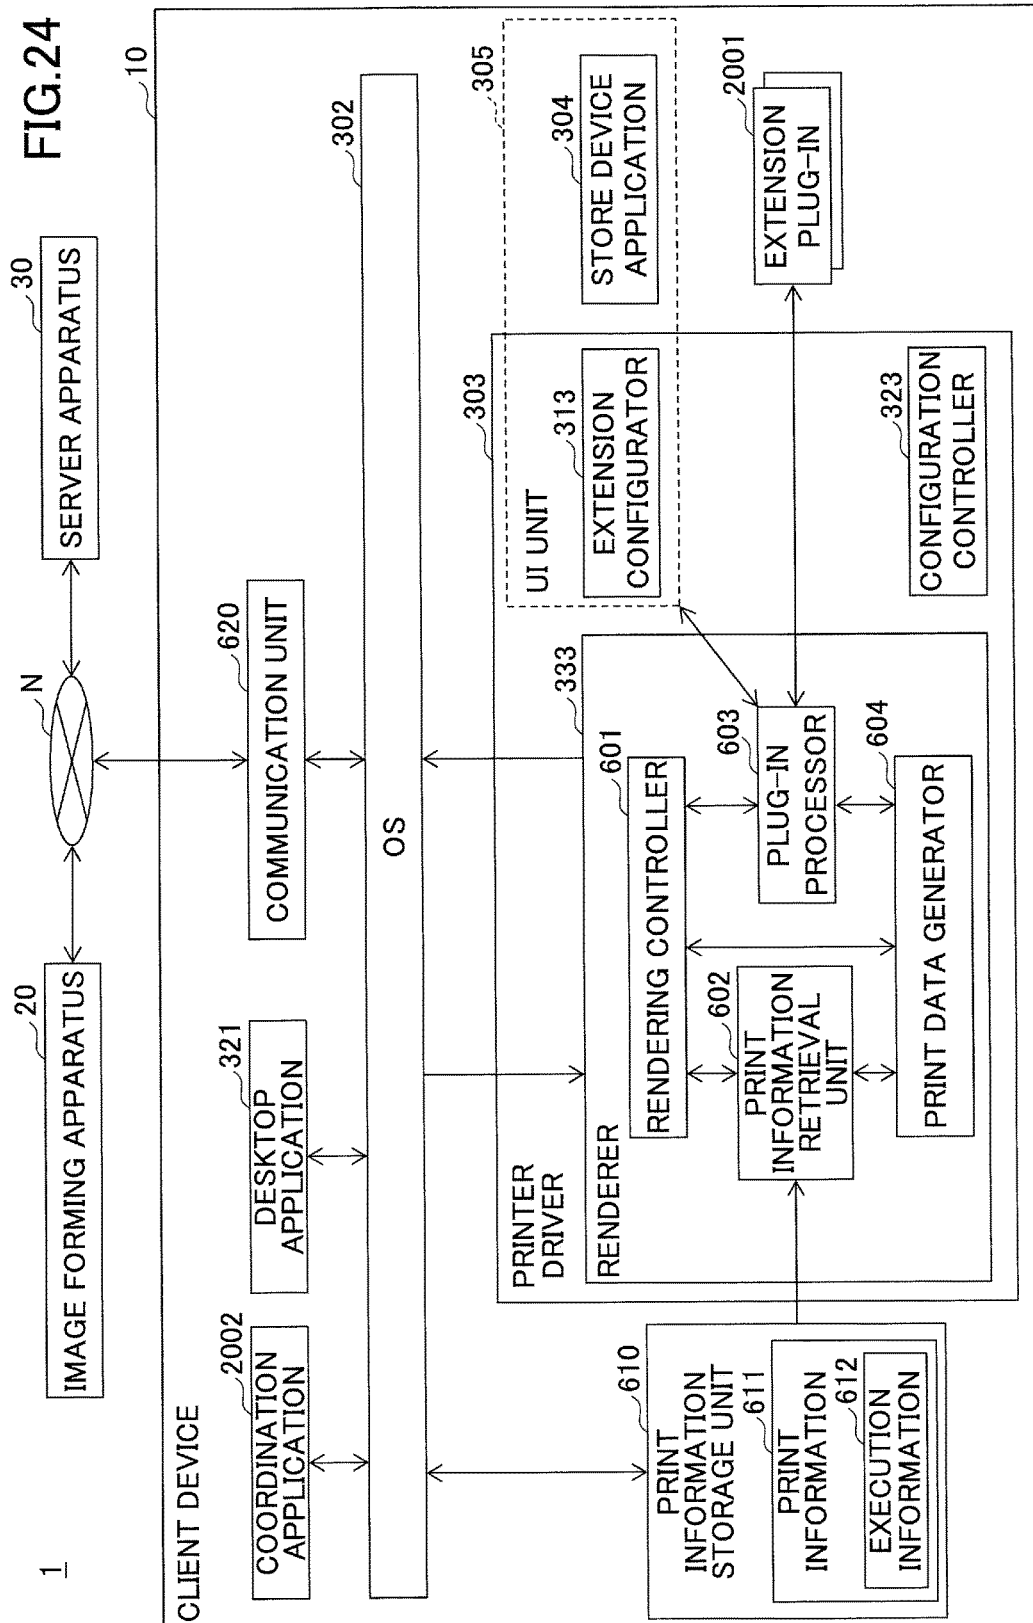 FIG.24
1
20
IMAGE FORMING APPARATUS
N
30
SERVER APPARATUS
10
CLIENT DEVICE
2002
COORDINATION
APPLICATION
321
DESKTOP
APPLICATION
620
COMMUNICATION UNIT
302
OS
610
PRINT
INFORMATION
STORAGE UNIT
611
PRINT
INFORMATION
612
EXECUTION
INFORMATION
303
PRINTER
DRIVER
333
RENDERER
601
RENDERING CONTROLLER
602
PRINT
INFORMATION
RETRIEVAL
UNIT
603
PLUG-IN
PROCESSOR
604
PRINT DATA GENERATOR
305
UI UNIT
313
EXTENSION
CONFIGURATOR
304
STORE DEVICE
APPLICATION
323
CONFIGURATION
CONTROLLER
2001
EXTENSION
PLUG-IN